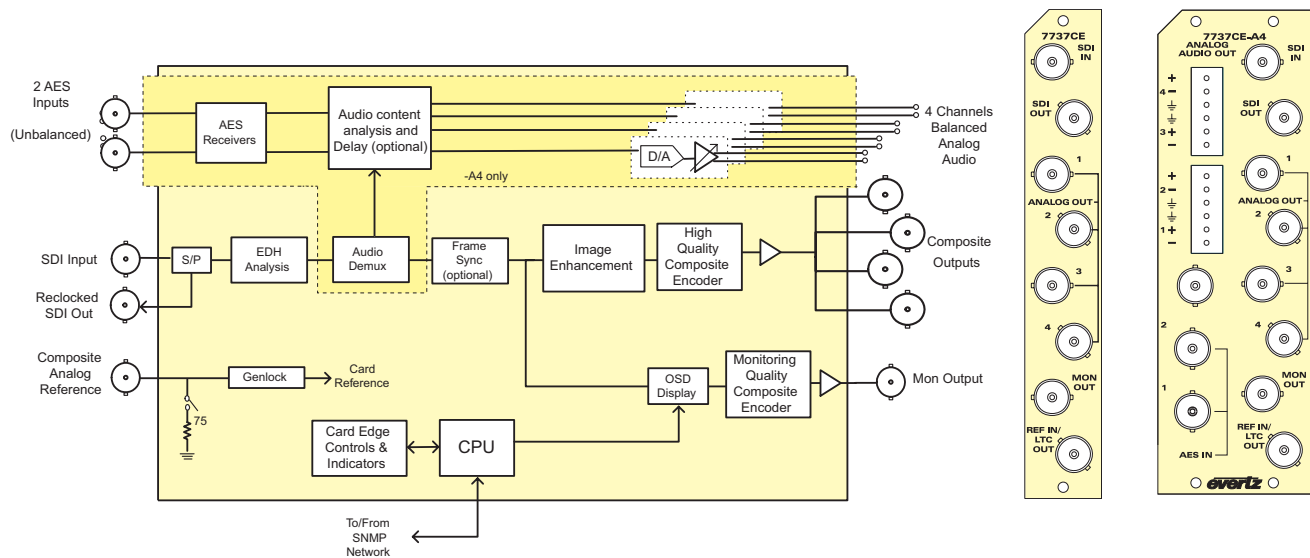 2 AES
Inputs
(Unbalanced)
AES
Receivers
Audio content
analysis and
Delay (optional)
D/A
4 Channels
Balanced
Analog
Audio
-A4 only
SDI Input
S/P
EDH
Analysis
Audio
Demux
Frame
Sync
(optional)
Image
Enhancement
High
Quality
Composite
Encoder
Composite
Outputs
Reclocked
SDI Out
Composite
Analog
Reference
Genlock
Card
Reference
75
OSD
Display
Monitoring
Quality
Composite
Encoder
Mon Output
Card Edge
Controls &
Indicators
CPU
To/From
SNMP
Network
7737CE
SDI
IN
SDI
OUT
1
ANALOG OUT
2
3
4
MON
OUT
REF IN/
LTC
OUT
7737CE-A4
ANALOG
AUDIO OUT
SDI
IN
+
4 -
3 +
-
SDI
OUT
+
2 -
1 +
-
1
ANALOG OUT
2
3
4
2
1
AES IN
MON
OUT
REF IN/
LTC
OUT
evertz